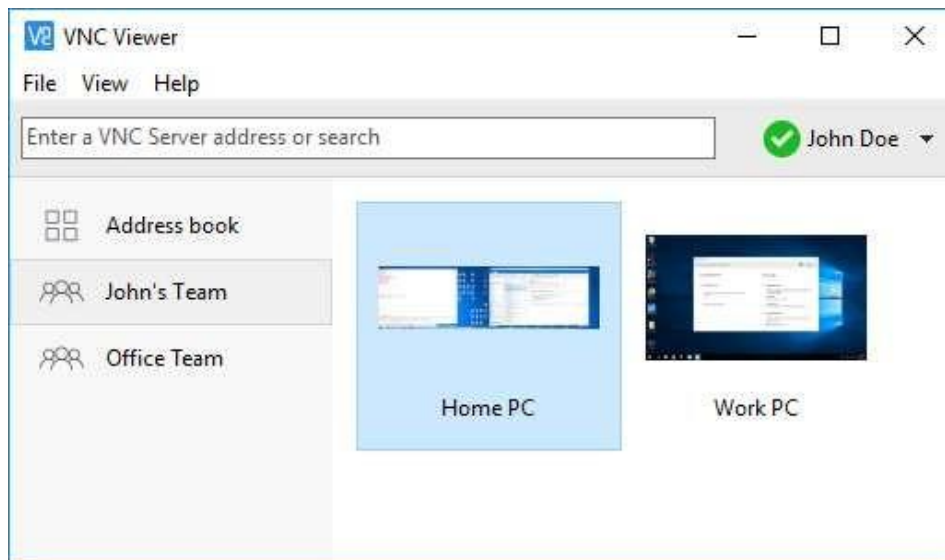 VNC Viewer
File View Help
Enter a VNC Server address or search
John Doe
Address book
John's Team
Office Team
Home PC
Work PC